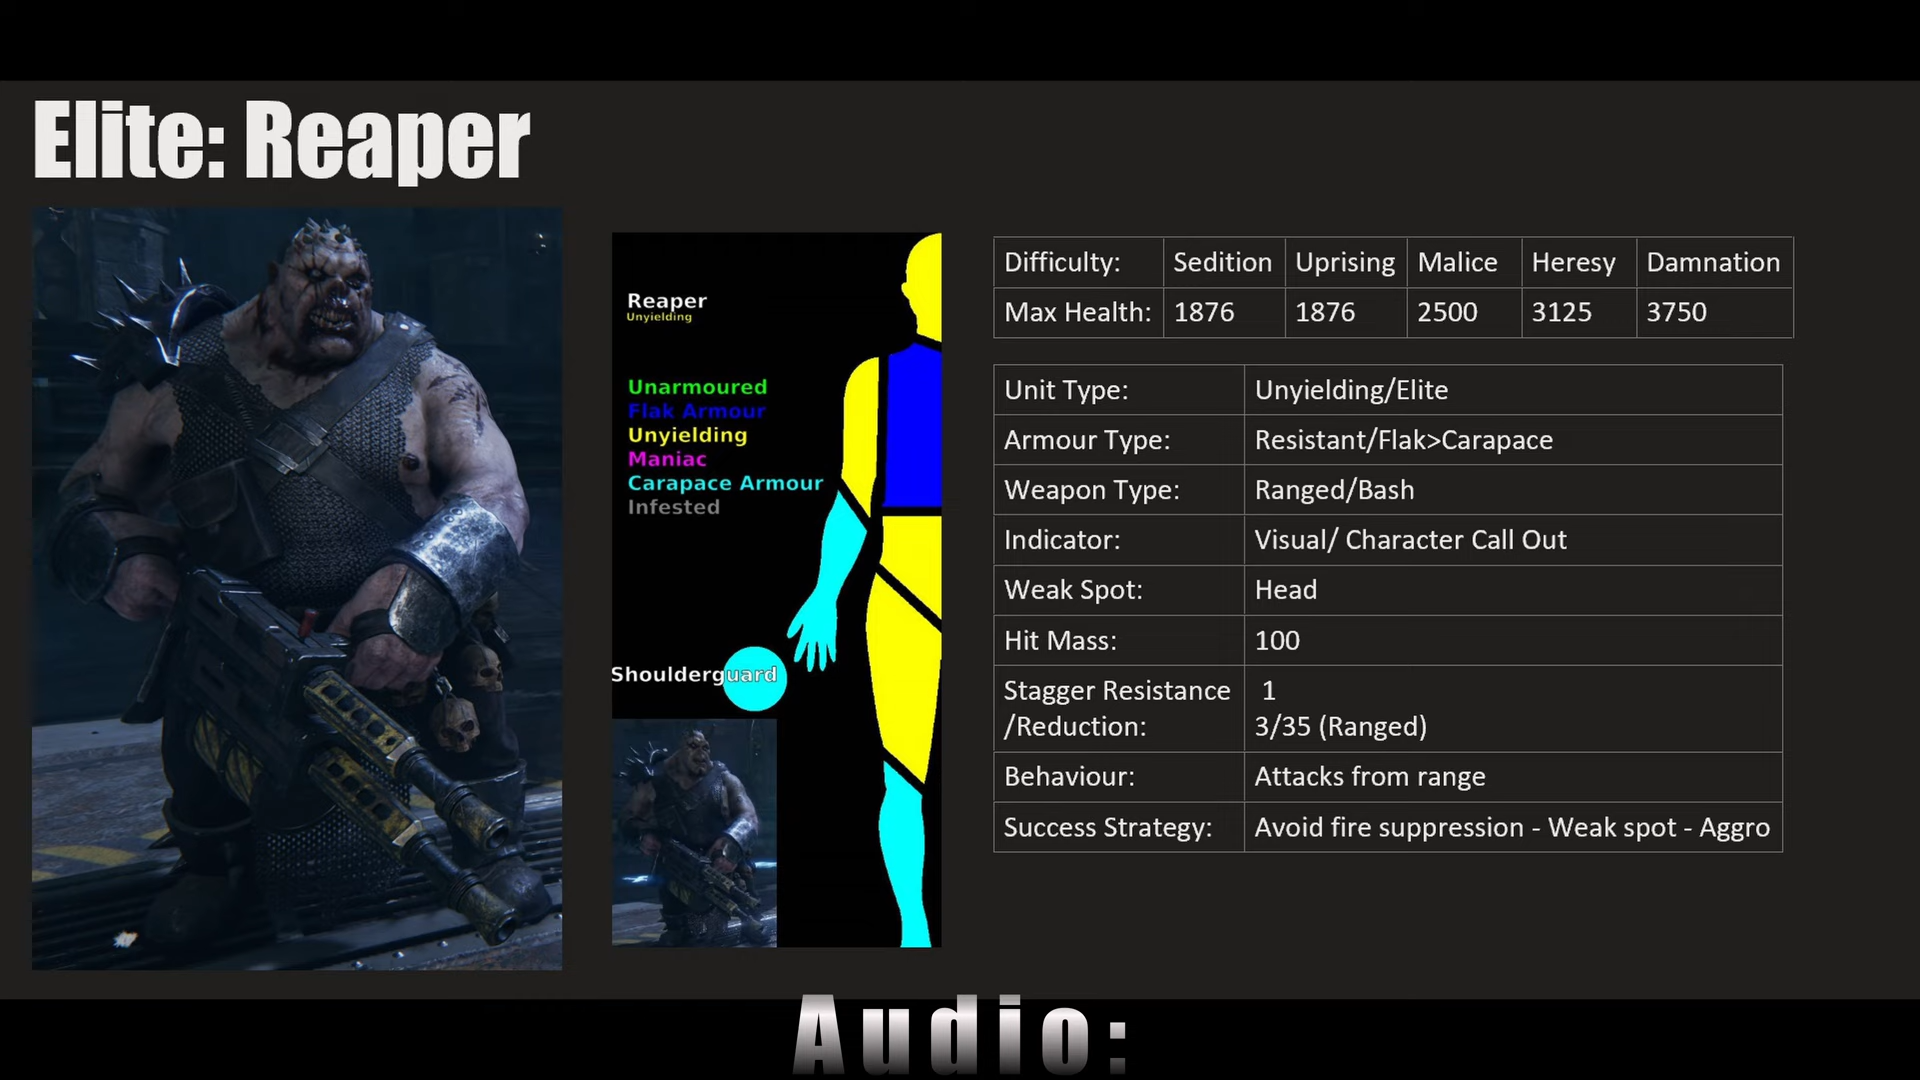 Elite: Reaper
Reaper
Unyielding
Unarmoured
Flak Armour
Unyielding
Maniac
Carapace Armour
Infested
Shoulderguard
Difficulty: Sedition Uprising Malice Heresy Damnation
Max Health: 1876 1876 2500 3125 3750
Unit Type: Unyielding/Elite
Armour Type: Resistant/Flak>Carapace
Weapon Type: Ranged/Bash
Indicator: Visual/ Character Call Out
Weak Spot: Head
Hit Mass: 100
Stagger Resistance 1
/Reduction: 3/35 (Ranged)
Behaviour: Attacks from range
Success Strategy: Avoid fire suppression - Weak spot - Aggro
Audio: